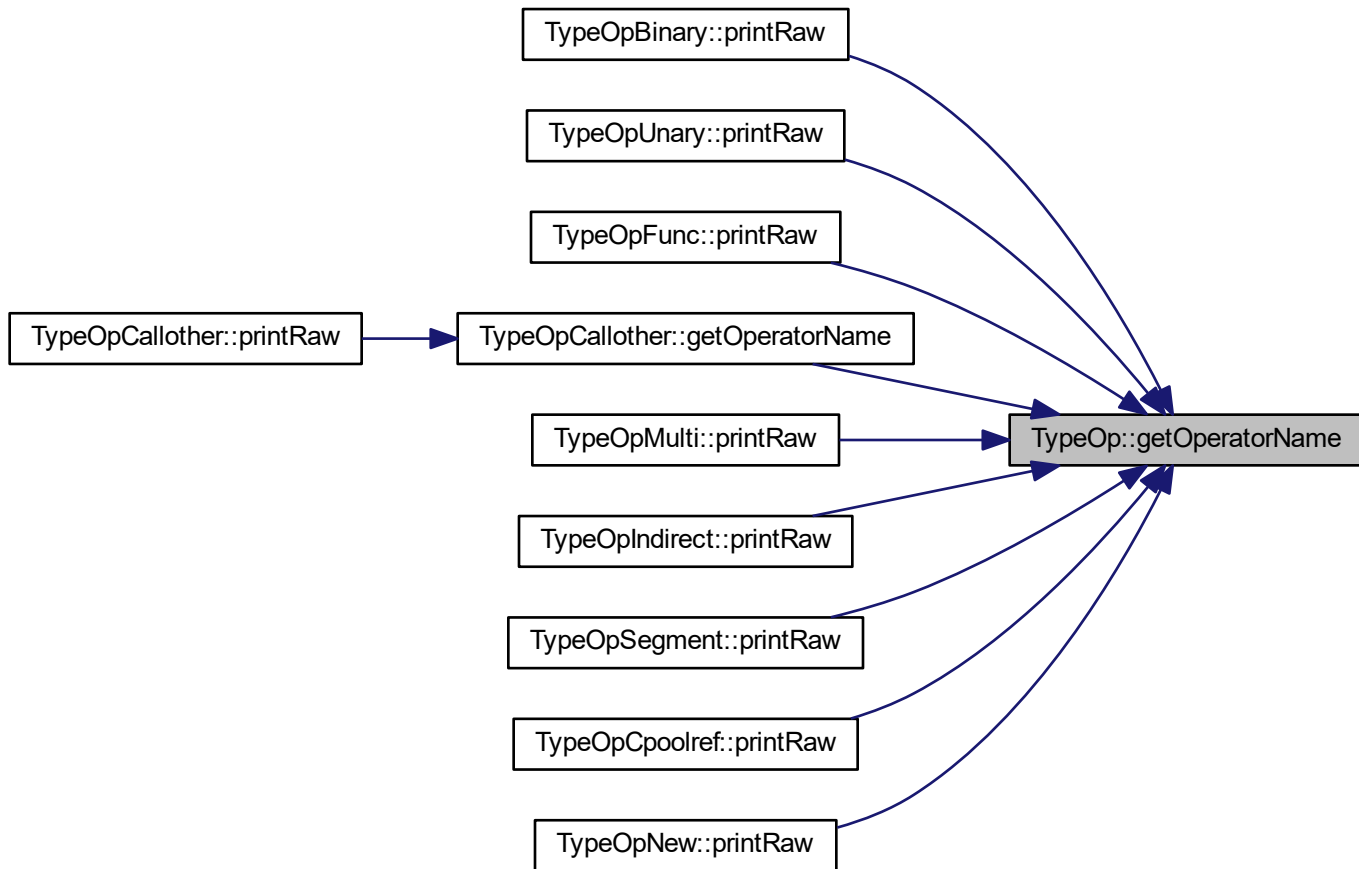 TypeOpBinary::printRaw
TypeOpUnary::printRaw
TypeOpFunc::printRaw
TypeOpCallother::printRaw
TypeOpCallother::getOperatorName
TypeOpMulti::printRaw
TypeOp::getOperatorName
TypeOpIndirect::printRaw
TypeOpSegment::printRaw
TypeOpCpoolref::printRaw
TypeOpNew::printRaw